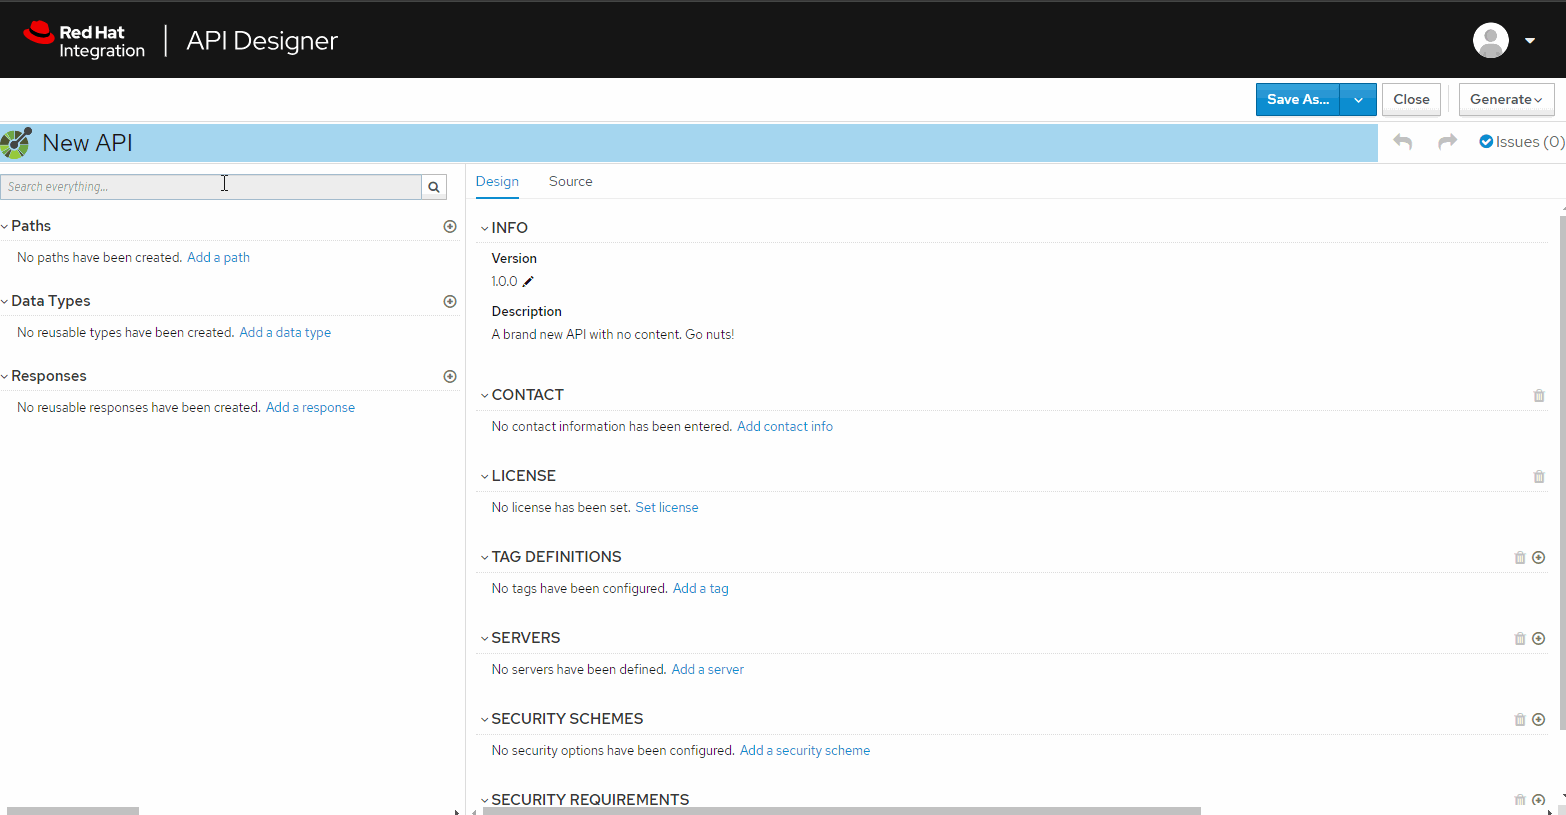 Red Hat
Integration
API Designer
Save As...
Close
Generate
New API
Issues (0)
Search everything...
Design
Source
Paths
No paths have been created. Add a path
Data Types
No reusable types have been created. Add a data type
Responses
No reusable responses have been created. Add a response
INFO
Version
1.0.0
Description
A brand new API with no content. Go nuts!
CONTACT
No contact information has been entered. Add contact info
LICENSE
No license has been set. Set license
TAG DEFINITIONS
No tags have been configured. Add a tag
SERVERS
No servers have been defined. Add a server
SECURITY SCHEMES
No security options have been configured. Add a security scheme
SECURITY REQUIREMENTS